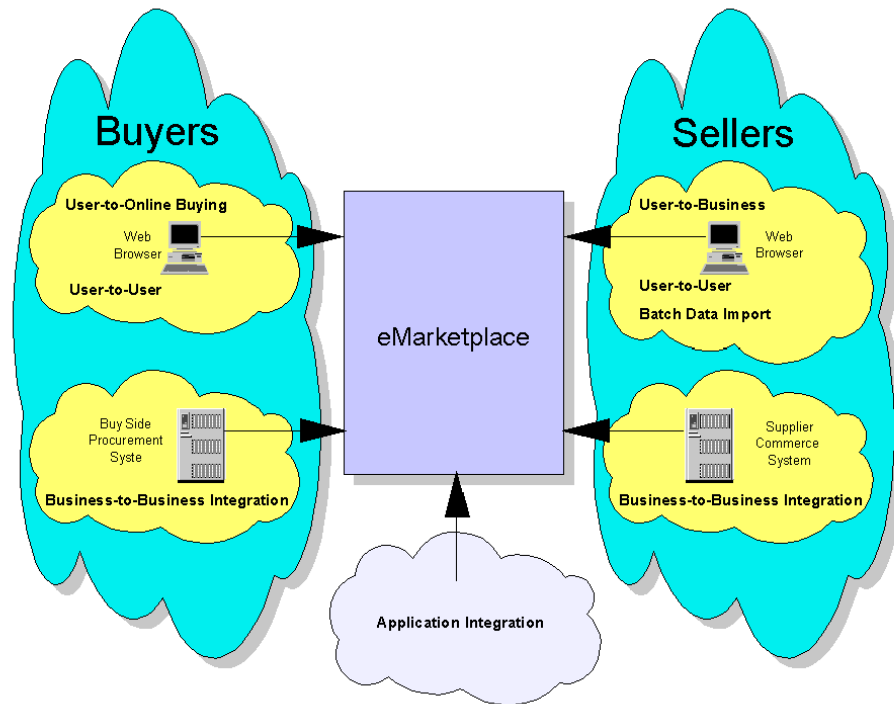 Buyers
User-to-Online Buying
Web
Browser
User-to-User
Buy Side
Procurement
Syste
Business-to-Business Integration
eMarketplace
Application Integration
Sellers
User-to-Business
Web
Browser
User-to-User
Batch Data Import
Supplier
Commerce
System
Business-to-Business Integration